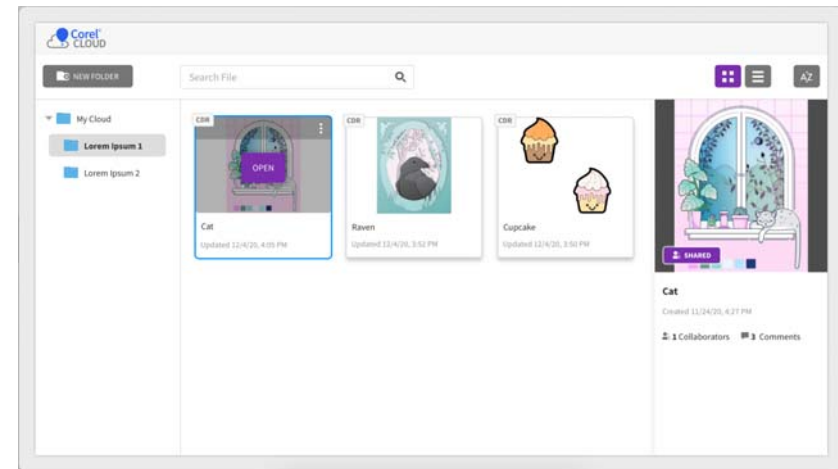 Corel®
CLOUD
NEW FOLDER
Search File
AZ
My Cloud
Lorem Ipsum 1
Lorem Ipsum 2
CDR
OPEN
Cat
Updated 12/4/20, 4:05 PM
CDR
Raven
Updated 12/4/20, 3:52 PM
CDR
Cupcake
Updated 12/4/20, 3:50 PM
SHARED
Cat
Created 11/24/20, 4:27 PM
1 Collaborators 3 Comments